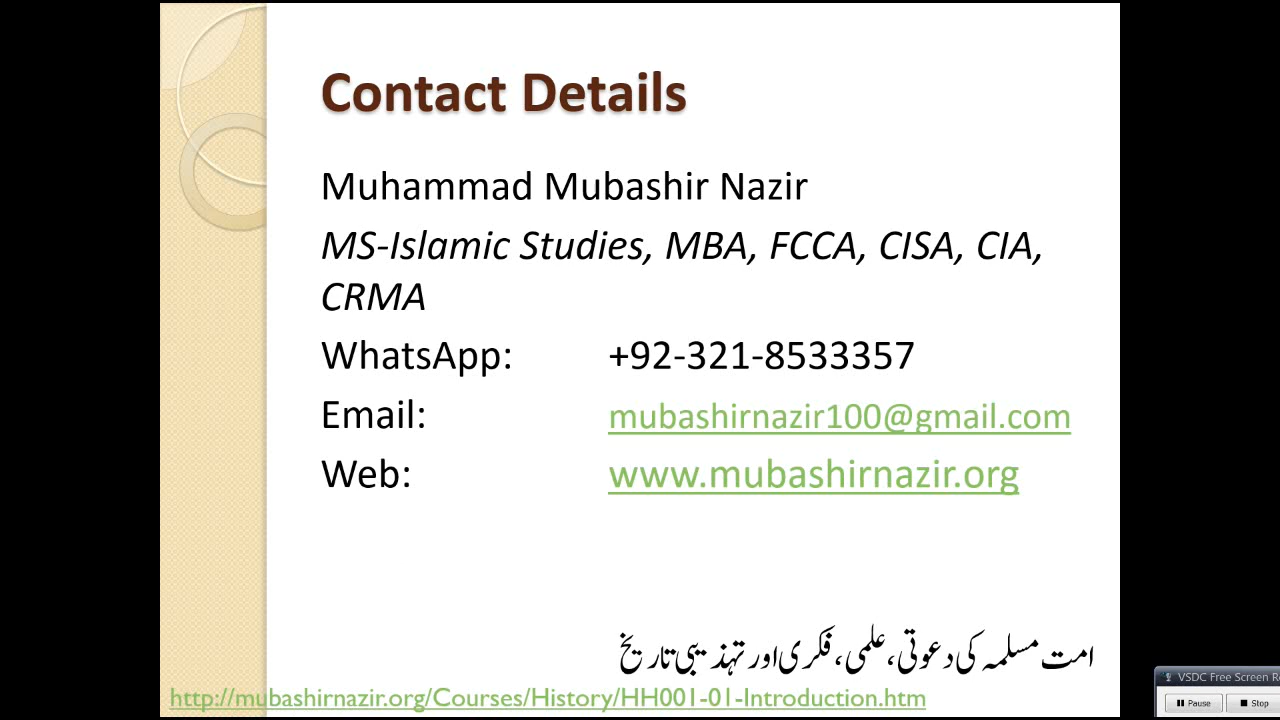 Contact Details
Muhammad Mubashir Nazir
MS-Islamic Studies, MBA, FCCA, CISA, CIA,
CRMA
WhatsApp: +92-321-8533357
Email: mubashirnazir100@gmail.com
Web: www.mubashirnazir.org
امت مسلمہ کی دعوتی، علمی، فکری اور تہذیبی تاریخ
http://mubashirnazir.org/Courses/History/HH001-01-Introduction.htm
VSDC Free Screen Re
Pause Stop